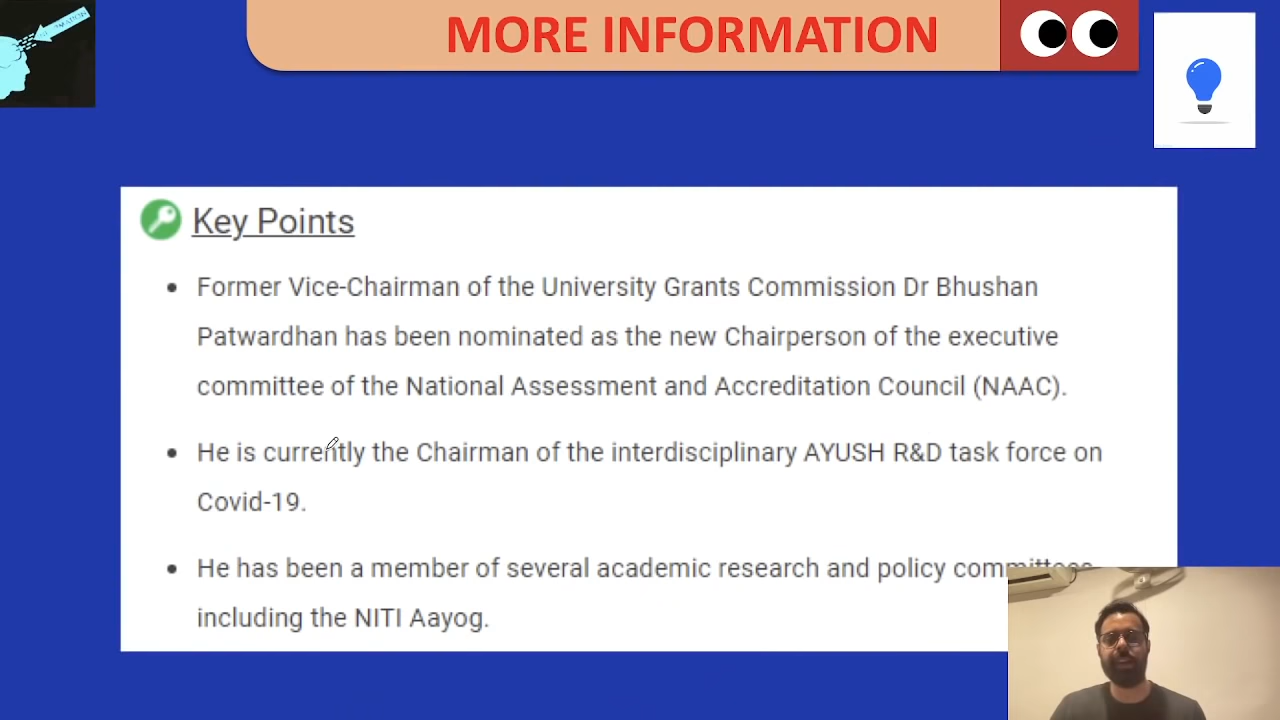 MORE INFORMATION
Key Points
Former Vice-Chairman of the University Grants Commission Dr Bhushan
Patwardhan has been nominated as the new Chairperson of the executive
committee of the National Assessment and Accreditation Council (NAAC).
He is currently the Chairman of the interdisciplinary AYUSH R&D task force on
Covid-19.
He has been a member of several academic research and policy committees
including the NITI Aayog.